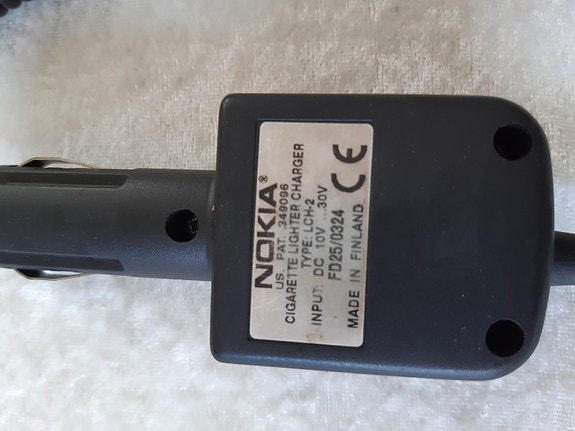 NOKIA®
US. PAT. 349096
CIGARETTE LIGHTER CHARGER
TYPE: LCH-2
INPUT: DC 10V ...30V
FD25/0324
MADE IN FINLAND CE